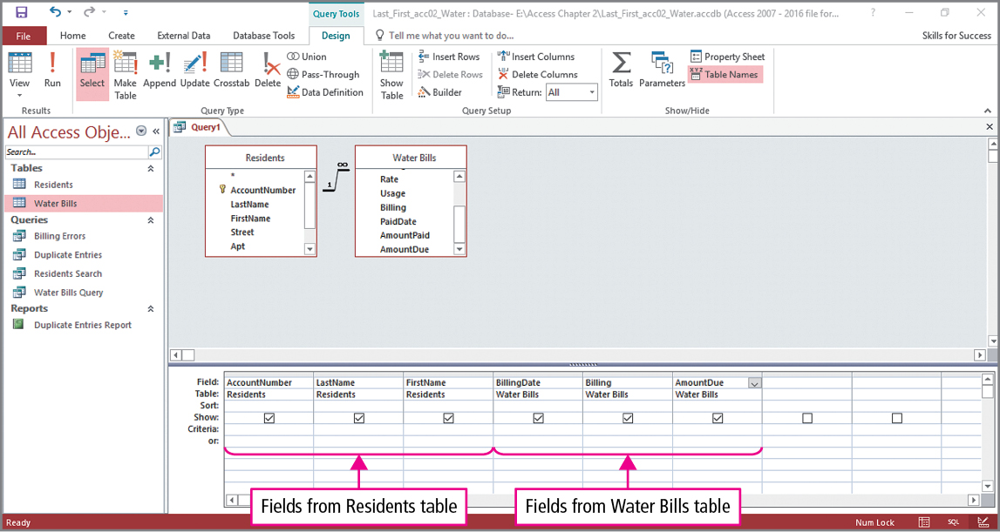 Query Tools
Last_First_acc02_Water : Database- E:\Access Chapter 2\Last_First_acc02_Water.accdb (Access 2007 - 2016 file for...
?
File
Home
Create
External Data
Database Tools
Design
Tell me what you want to do...
Skills for Success
View
Run
Results
Select
Make
Table
Append
Update
Crosstab
Delete
Union
Pass-Through
Data Definition
Query Type
Show
Table
Insert Rows
Delete Rows
Builder
Insert Columns
Delete Columns
Return: All
Query Setup
Totals
Parameters
Property Sheet
XYZ Table Names
Show/Hide
All Access Obje... «
Search...
Tables
Residents
Water Bills
Queries
Billing Errors
Duplicate Entries
Residents Search
Water Bills Query
Reports
Duplicate Entries Report
Query1
Residents
*
AccountNumber
LastName
FirstName
Street
Apt
1 ∞
Water Bills
Rate
Usage
Billing
PaidDate
AmountPaid
AmountDue
Field: AccountNumber LastName FirstName BillingDate Billing AmountDue
Table: Residents Residents Residents Water Bills Water Bills Water Bills
Sort:
Show:
Criteria:
or:
Fields from Residents table
Fields from Water Bills table
Ready
Num Lock
SQL